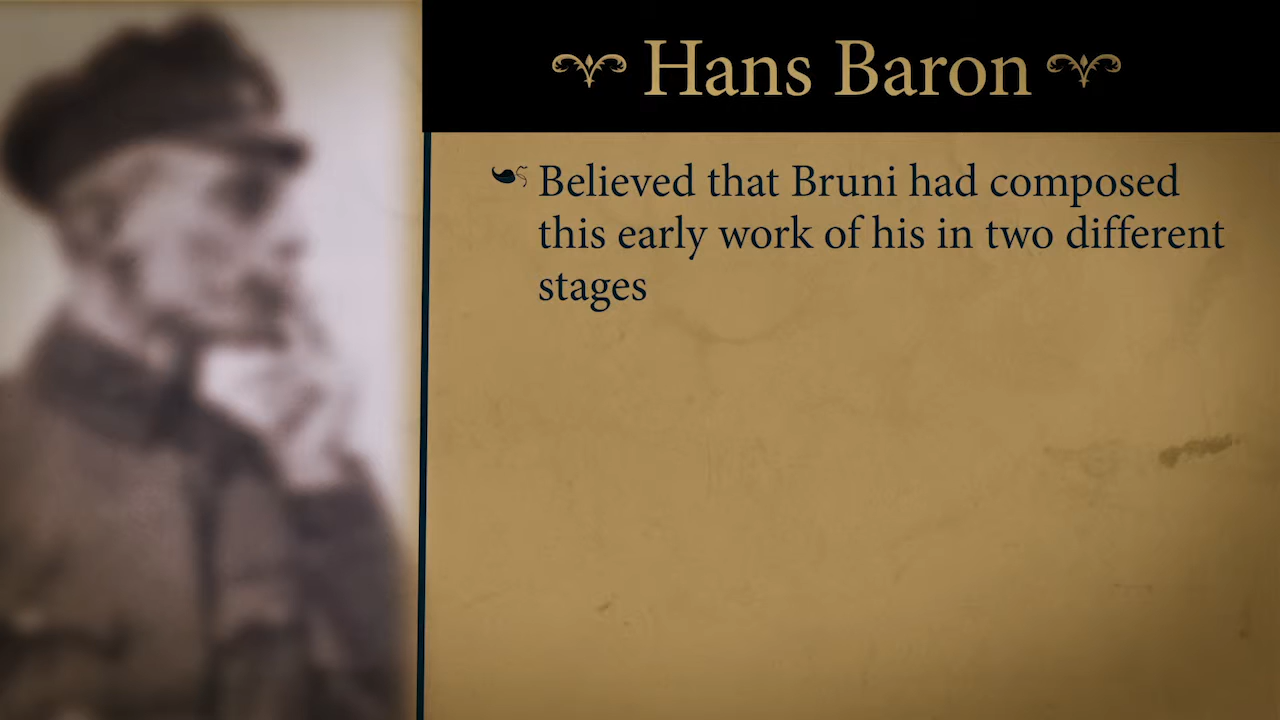 Hans Baron
Believed that Bruni had composed
this early work of his in two different
stages